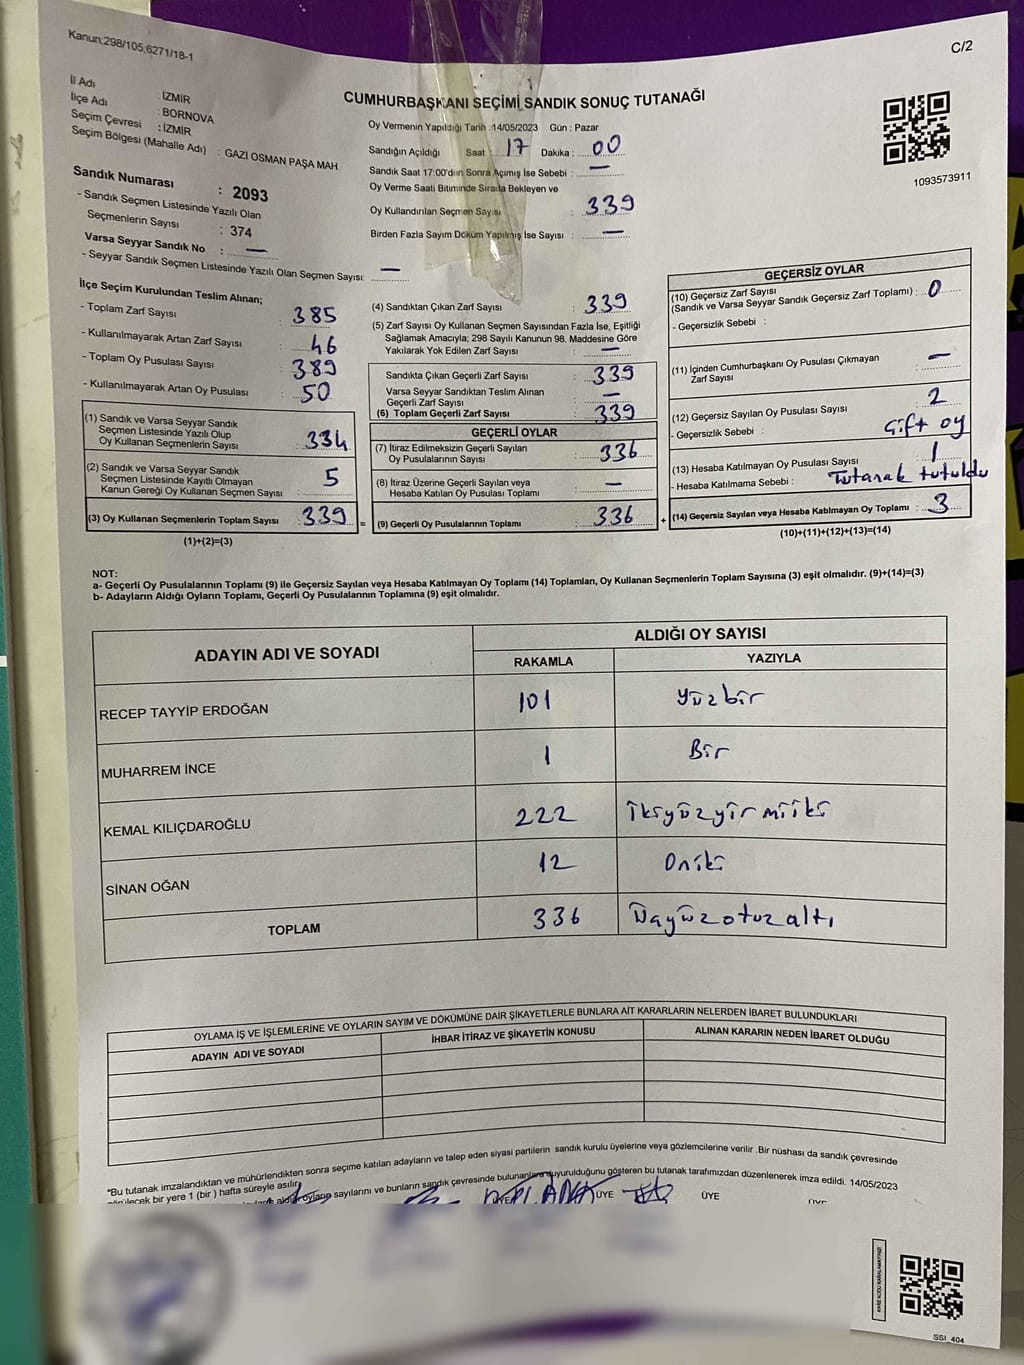 Kanun;298/105,6271/18-1
C/2
İl Adı : İZMİR
İlçe Adı : BORNOVA
Seçim Çevresi : İZMİR
Seçim Bölgesi (Mahalle Adı) : GAZİ OSMAN PAŞA MAH.
Sandık Numarası : 2093
- Sandık Seçmen Listesinde Yazılı Olan
Seçmenlerin Sayısı : 374
Varsa Seyyar Sandık No : —
- Seyyar Sandık Seçmen Listesinde Yazılı Olan Seçmen Sayısı: —
CUMHURBAŞKANI SEÇİMİ SANDIK SONUÇ TUTANAĞI
Oy Vermenin Yapıldığı Tarih :14/05/2023 Gün : Pazar
Sandığın Açıldığı Saat : 17 Dakika : 00
Sandık Saat 17:00'den Sonra Açımış İse Sebebi : —
Oy Verme Saati Bitiminde Sırada Bekleyen ve
Oy Kullandırılan Seçmen Sayısı : 339
Birden Fazla Sayım Döküm Yapılmış İse Sayısı : —
1093573911
İlçe Seçim Kurulundan Teslim Alınan;
- Toplam Zarf Sayısı : 385
- Kullanılmayarak Artan Zarf Sayısı : 46
- Toplam Oy Pusulası Sayısı : 389
- Kullanılmayarak Artan Oy Pusulası : 50
(1) Sandık ve Varsa Seyyar Sandık
Seçmen Listesinde Yazılı Olup
Oy Kullanan Seçmenlerin Sayısı : 334
(2) Sandık ve Varsa Seyyar Sandık
Seçmen Listesinde Kayıtlı Olmayan
Kanun Gereği Oy Kullanan Seçmen Sayısı : 5
(3) Oy Kullanan Seçmenlerin Toplam Sayısı : 339 =
(1)+(2)=(3)
(4) Sandıktan Çıkan Zarf Sayısı : 339
(5) Zarf Sayısı Oy Kullanan Seçmen Sayısından Fazla İse, Eşitliği
Sağlamak Amacıyla; 298 Sayılı Kanunun 98. Maddesine Göre
Yakılarak Yok Edilen Zarf Sayısı : —
Sandıkta Çıkan Geçerli Zarf Sayısı : 339
Varsa Seyyar Sandıktan Teslim Alınan
Geçerli Zarf Sayısı : —
(6) Toplam Geçerli Zarf Sayısı : 339
GEÇERLİ OYLAR
(7) İtiraz Edilmeksizin Geçerli Sayılan
Oy Pusulalarının Sayısı : 336
(8) İtiraz Üzerine Geçerli Sayılan veya
Hesaba Katılan Oy Pusulası Toplamı : —
(9) Geçerli Oy Pusulalarının Toplamı : 336 +
GEÇERSİZ OYLAR
(10) Geçersiz Zarf Sayısı
(Sandık ve Varsa Seyyar Sandık Geçersiz Zarf Toplamı) : 0
- Geçersizlik Sebebi :
(11) İçinden Cumhurbaşkanı Oy Pusulası Çıkmayan
Zarf Sayısı : —
(12) Geçersiz Sayılan Oy Pusulası Sayısı : 2
- Geçersizlik Sebebi : Çift oy
(13) Hesaba Katılmayan Oy Pusulası Sayısı : 1
- Hesaba Katılmama Sebebi : Tutanak tutuldu
(14) Geçersiz Sayılan veya Hesaba Katılmayan Oy Toplamı : 3
(10)+(11)+(12)+(13)=(14)
NOT:
a- Geçerli Oy Pusulalarının Toplamı (9) ile Geçersiz Sayılan veya Hesaba Katılmayan Oy Toplamı (14) Toplamları, Oy Kullanan Seçmenlerin Toplam Sayısına (3) eşit olmalıdır. (9)+(14)=(3)
b- Adayların Aldığı Oyların Toplamı, Geçerli Oy Pusulalarının Toplamına (9) eşit olmalıdır.
ADAYIN ADI VE SOYADI
ALDIĞI OY SAYISI
RAKAMLA YAZIYLA
RECEP TAYYİP ERDOĞAN 101 Yüzbir
MUHARREM İNCE 1 Bir
KEMAL KILIÇDAROĞLU 222 İkiyüzyirmiiki
SİNAN OĞAN 12 Oniki
TOPLAM 336 Üçyüzotuzaltı
OYLAMA İŞ VE İŞLEMLERİNE VE OYLARIN SAYIM VE DÖKÜMÜNE DAİR ŞİKAYETLERLE BUNLARA AİT KARARLARIN NELERDEN İBARET BULUNDUKLARI
ADAYIN ADI VE SOYADI İHBAR İTİRAZ VE ŞİKAYETİN KONUSU ALINAN KARARIN NEDEN İBARET OLDUĞU
*Bu tutanak imzalandıktan ve mühürlendikten sonra seçime katılan adayların ve talep eden siyasi partilerin sandık kurulu üyelerine veya gözlemcilerine verilir .Bir nüshası da sandık çevresinde
görülecek bir yere 1 (bir ) hafta süreyle asılır.
oyların sayılarını ve bunların sandık çevresinde bulunanlara duyurulduğunu gösteren bu tutanak tarafımızdan düzenlenerek imza edildi. 14/05/2023
ÜYE ÜYE ÜYE
KARE KODU KARALAMAYINIZ!
SSİ_404